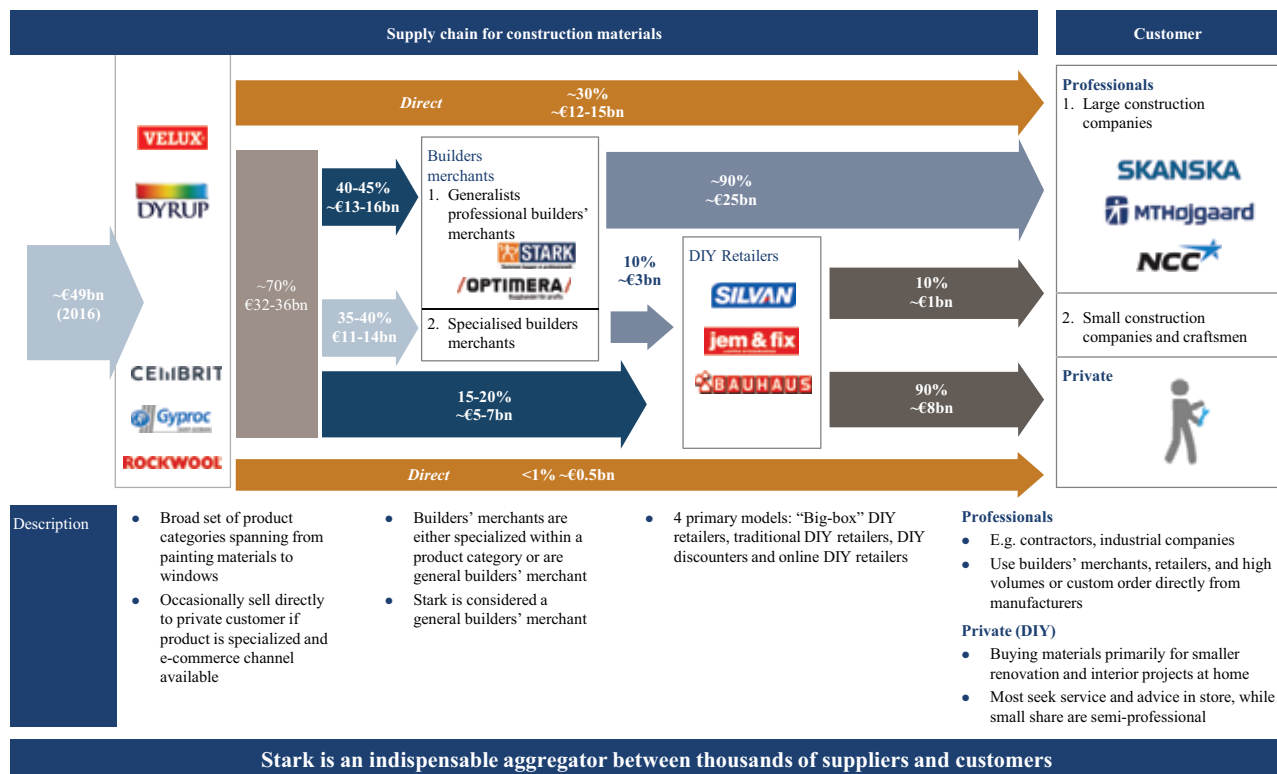 Supply chain for construction materials
Customer
~€49bn
(2016)
VELUX
DYRUP
CEMBRIT
Gyproc
ROCKWOOL
Direct
~30%
~€12-15bn
~70%
€32-36bn
40-45%
~€13-16bn
35-40%
€11-14bn
15-20%
~€5-7bn
Direct <1% ~€0.5bn
Builders
merchants
1. Generalists
professional builders’
merchants
STARK
/OPTIMERA/
2. Specialised builders
merchants
~90%
~€25bn
10%
~€3bn
DIY Retailers
SILVAN
jem & fix
BAUHAUS
10%
~€1bn
90%
~€8bn
Professionals
1. Large construction
companies
SKANSKA
MTHøjgaard
NCC
2. Small construction
companies and craftsmen
Private
Description
● Broad set of product
categories spanning from
painting materials to
windows
● Occasionally sell directly
to private customer if
product is specialized and
e-commerce channel
available
● Builders’ merchants are
either specialized within a
product category or are
general builders’ merchant
● Stark is considered a
general builders’ merchant
● 4 primary models: “Big-box” DIY
retailers, traditional DIY retailers, DIY
discounters and online DIY retailers
Professionals
● E.g. contractors, industrial companies
● Use builders’ merchants, retailers, and high
volumes or custom order directly from
manufacturers
Private (DIY)
● Buying materials primarily for smaller
renovation and interior projects at home
● Most seek service and advice in store, while
small share are semi-professional
Stark is an indispensable aggregator between thousands of suppliers and customers